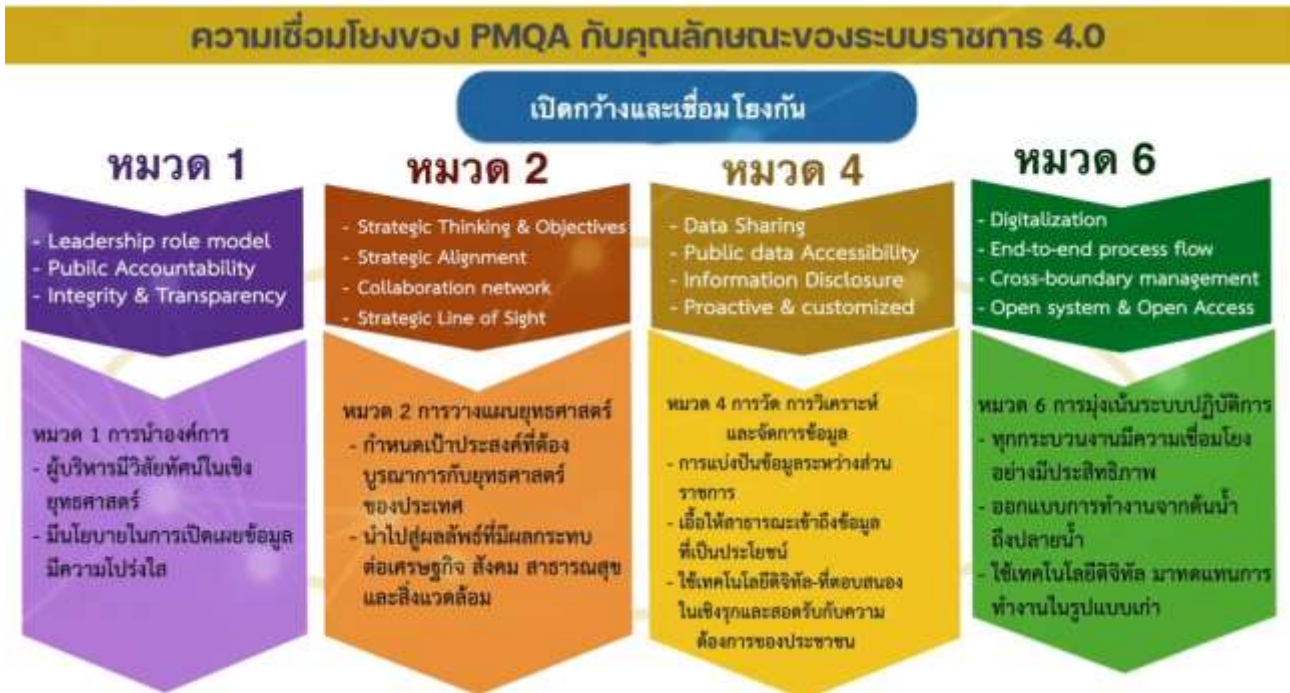 ความเชื่อมโยงของ PMQA กับคุณลักษณะของระบบราชการ 4.0
เปิดกว้างและเชื่อมโยงกัน
หมวด 1
- Leadership role model
- Pubilc Accountability
- Integrity & Transparency
หมวด 1 การนำองค์การ
- ผู้บริหารมีวิสัยทัศน์ในเชิง
ยุทธศาสตร์
- มีนโยบายในการเปิดเผยข้อมูล
มีความโปร่งใส
หมวด 2
- Strategic Thinking & Objectives
- Strategic Alignment
- Collaboration network
- Strategic Line of Sight
หมวด 2 การวางแผนยุทธศาสตร์
- กำหนดเป้าประสงค์ที่ต้อง
บูรณาการกับยุทธศาสตร์
ของประเทศ
- นำไปสู่ผลลัพธ์ที่มีผลกระทบ
ต่อเศรษฐกิจ สังคม สาธารณสุข
และสิ่งแวดล้อม
หมวด 4
- Data Sharing
- Public data Accessibility
- Information Disclosure
- Proactive & customized
หมวด 4 การวัด การวิเคราะห์
และจัดการข้อมูล
- การแบ่งปันข้อมูลระหว่างส่วน
ราชการ
- เอื้อให้สาธารณะเข้าถึงข้อมูล
ที่เป็นประโยชน์
- ใช้เทคโนโลยีดิจิทัล-ที่ตอบสนอง
ในเชิงรุกและสอดรับกับความ
ต้องการของประชาชน
หมวด 6
- Digitalization
- End-to-end process flow
- Cross-boundary management
- Open system & Open Access
หมวด 6 การมุ่งเน้นระบบปฏิบัติการ
- ทุกกระบวนงานมีความเชื่อมโยง
อย่างมีประสิทธิภาพ
- ออกแบบการทำงานจากต้นน้ำ
ถึงปลายน้ำ
- ใช้เทคโนโลยีดิจิทัล มาทดแทนการ
ทำงานในรูปแบบเก่า